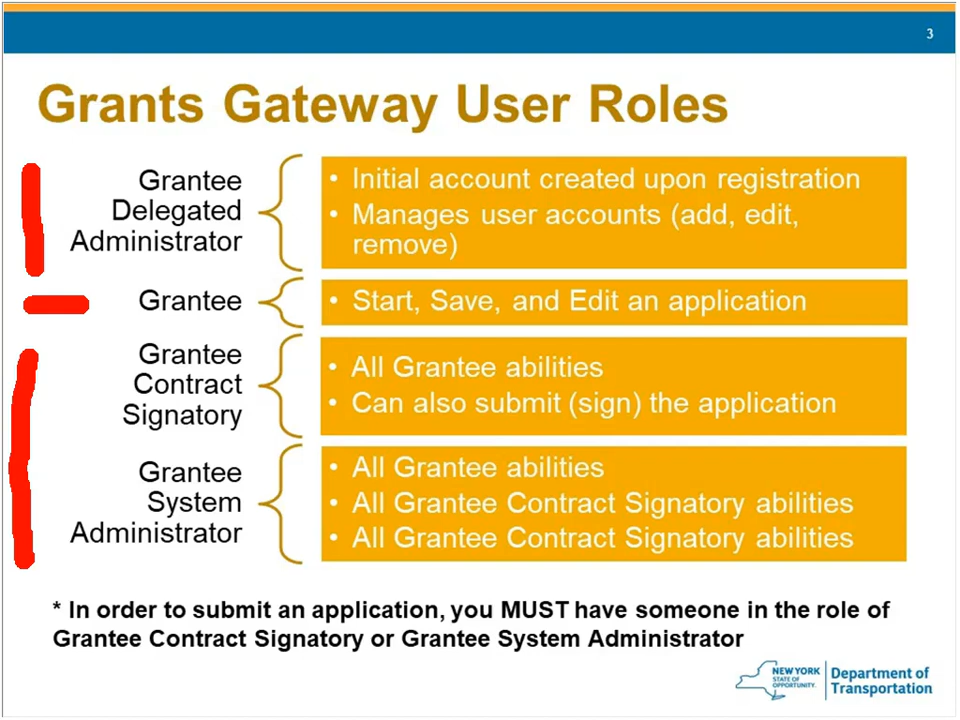 3
Grants Gateway User Roles
Grantee
Delegated
Administrator
• Initial account created upon registration
• Manages user accounts (add, edit,
remove)
Grantee
• Start, Save, and Edit an application
Grantee
Contract
Signatory
• All Grantee abilities
• Can also submit (sign) the application
Grantee
System
Administrator
• All Grantee abilities
• All Grantee Contract Signatory abilities
• All Grantee Contract Signatory abilities
* In order to submit an application, you MUST have someone in the role of
Grantee Contract Signatory or Grantee System Administrator
NEW YORK
STATE OF
OPPORTUNITY.
Department of
Transportation